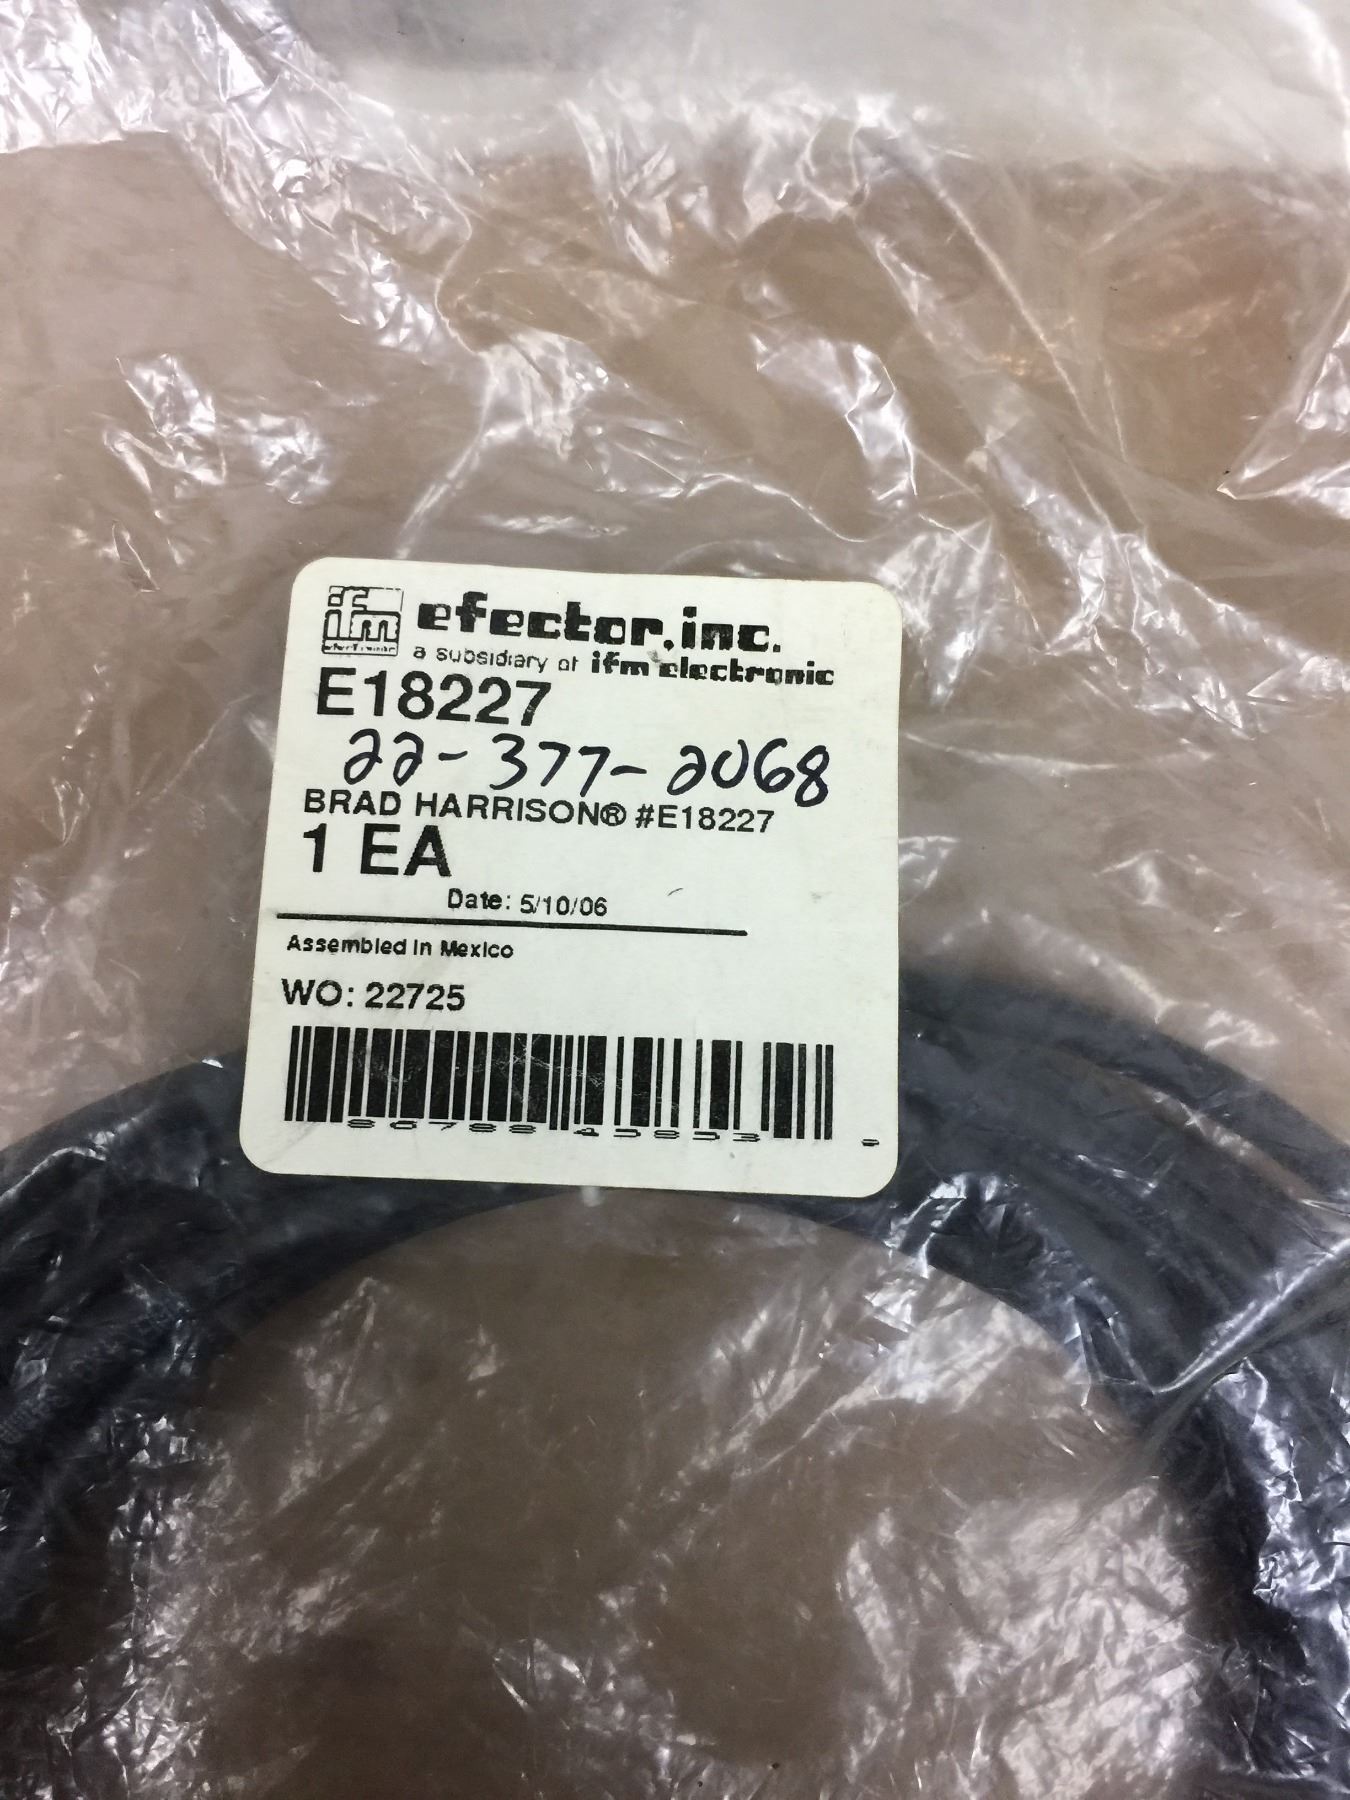 ifm
efector,inc.
a subsidiary of ifm electronic
E18227
22-377-2068
BRAD HARRISON® #E18227
1 EA
Date: 5/10/06
Assembled in Mexico
WO: 22725